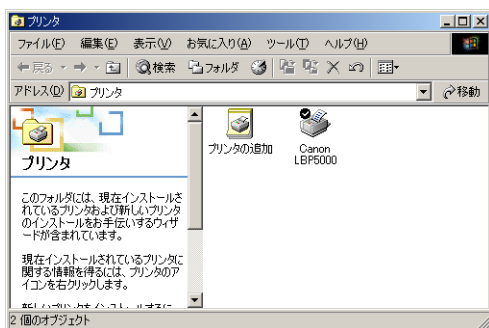 プリンタ
ファイル(F) 編集(E) 表示(V) お気に入り(A) ツール(T) ヘルプ(H)
戻る 検索 フォルダ
アドレス(D) プリンタ 移動
プリンタの追加 Canon LBP5000
プリンタ
このフォルダには、現在インストールさ
れているプリンタおよび新しいプリンタ
のインストールをお手伝いするウィザ
ードが含まれています。
現在インストールされているプリンタに
関する情報を得るには、プリンタのア
イコンを右クリックします。
2 個のオブジェクト